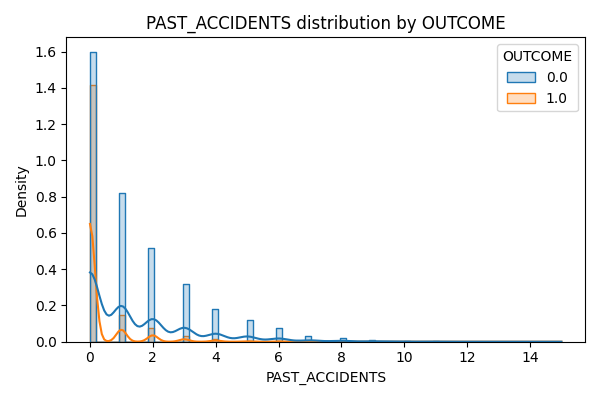 PAST_ACCIDENTS distribution by OUTCOME
OUTCOME
0.0
1.0
Density
1.6
1.4
1.2
1.0
0.8
0.6
0.4
0.2
0.0
0 2 4 6 8 10 12 14
PAST_ACCIDENTS